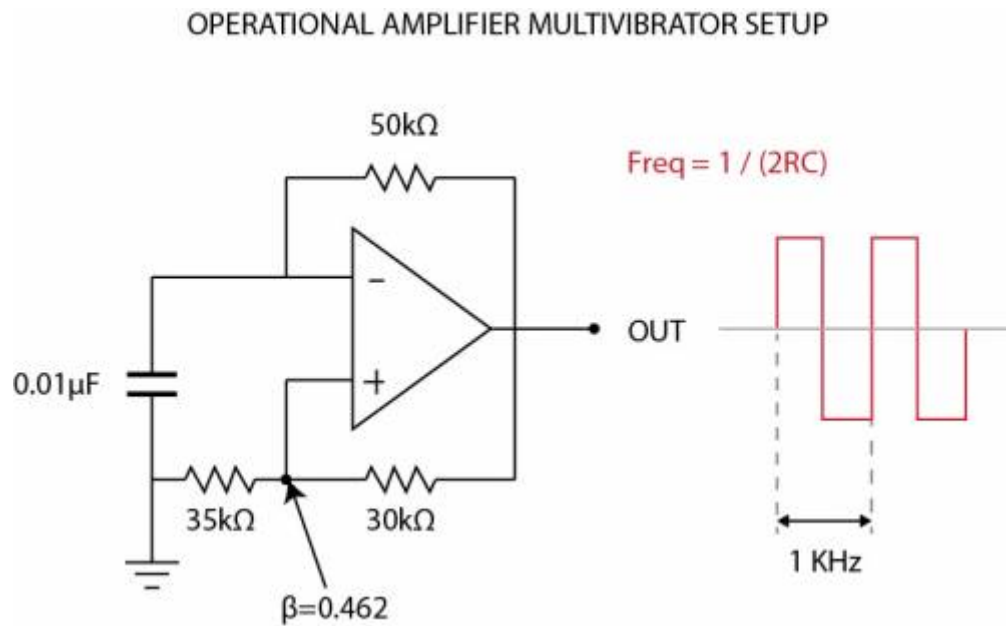 OPERATIONAL AMPLIFIER MULTIVIBRATOR SETUP
50kΩ
Freq = 1 / (2RC)
-
+
OUT
0.01µF
35kΩ
30kΩ
1 KHz
β=0.462